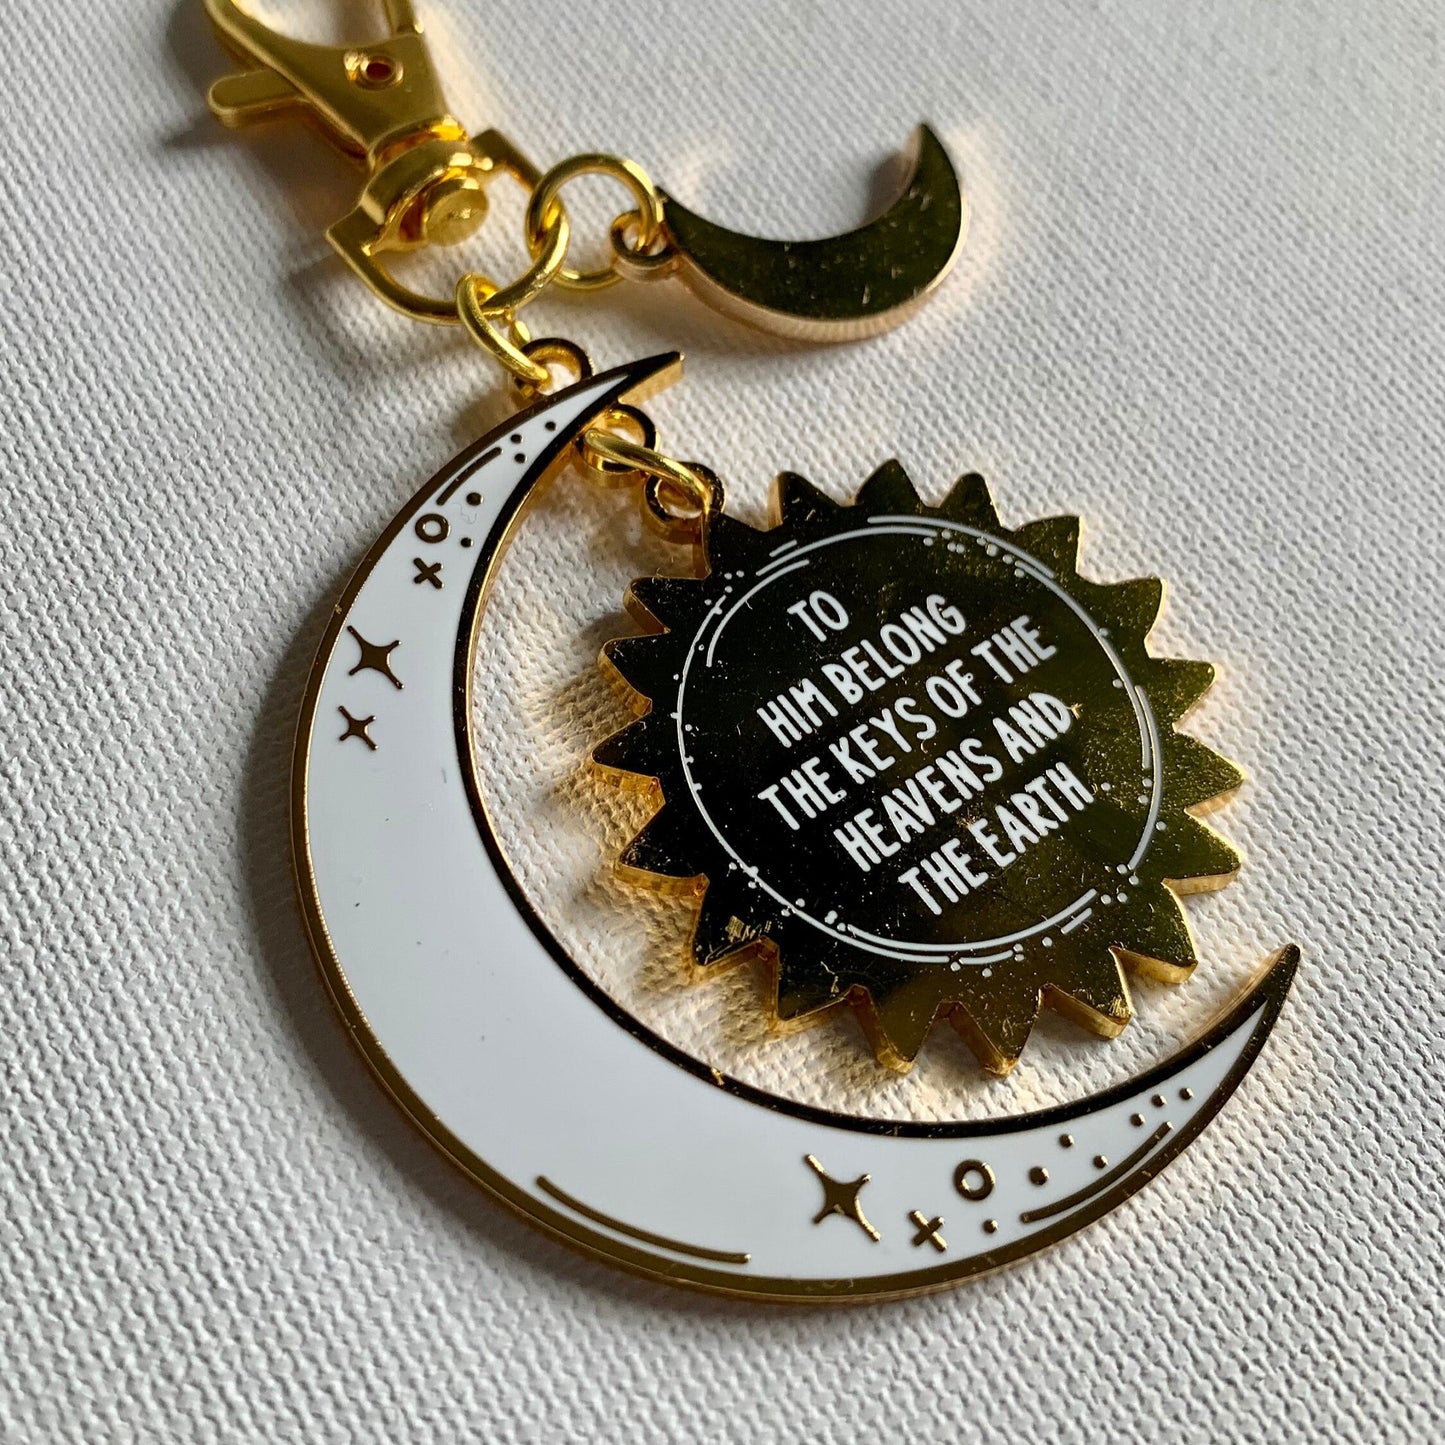 TO
HIM BELONG
THE KEYS OF THE
HEAVENS AND
THE EARTH